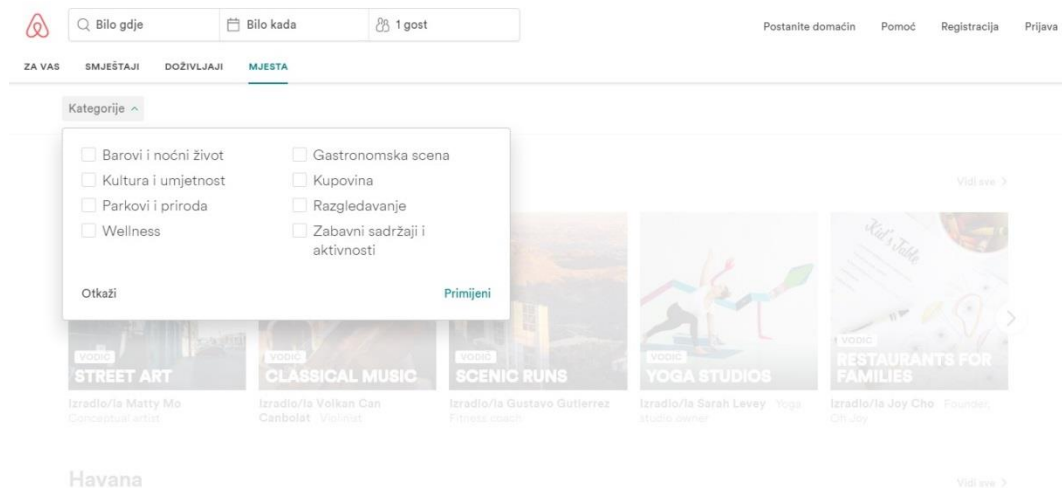 Bilo gdje
Bilo kada
1 gost
Postanite domaćin
Pomoć
Registracija
Prijava
ZA VAS
SMJEŠTAJI
DOŽIVLJAJI
MJESTA
Kategorije
Barovi i noćni život
Gastronomska scena
Kultura i umjetnost
Kupovina
Parkovi i priroda
Razgledavanje
Wellness
Zabavni sadržaji i
aktivnosti
Otkaži
Primijeni
Vidi sve >
Kid's Table
VODIČ
STREET ART
Izradio/la Matty Mo
Conceptual artist
VODIČ
CLASSICAL MUSIC
Izradio/la Volkan Can
Canbolat · Violinist
VODIČ
SCENIC RUNS
Izradio/la Gustavo Gutierrez
Fitness coach
VODIČ
YOGA STUDIOS
Izradio/la Sarah Levey · Yoga
studio owner
VODIČ
RESTAURANTS FOR
FAMILIES
Izradio/la Joy Cho · Founder,
Oh Joy
Havana
Vidi sve >